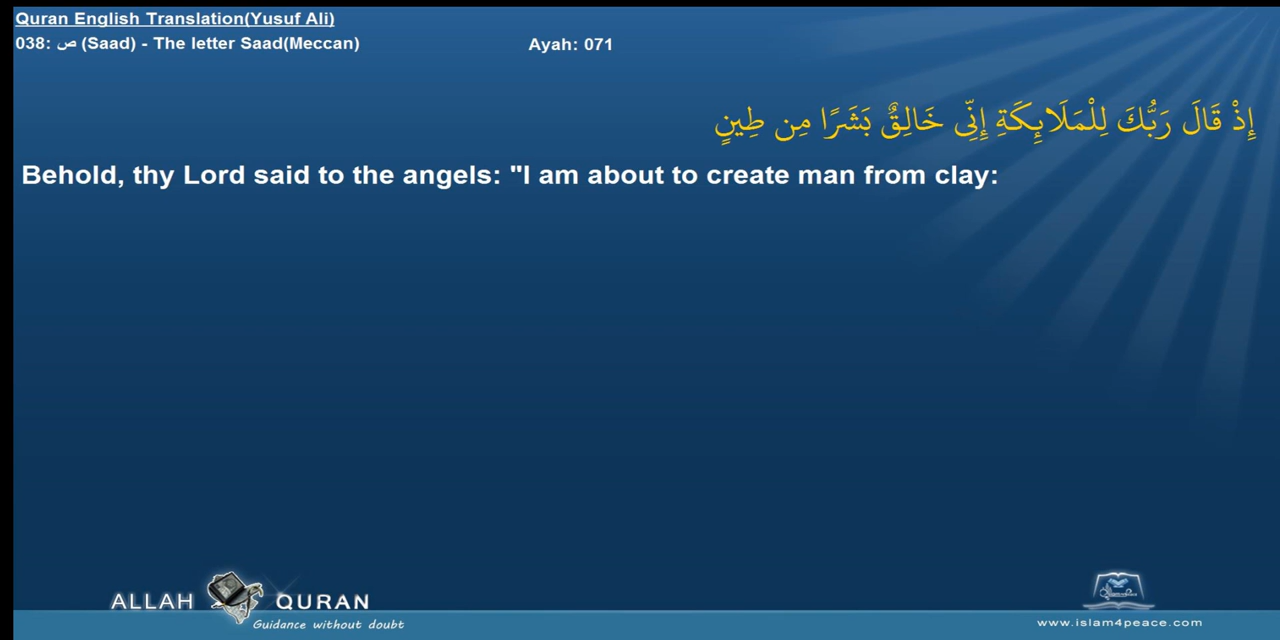 Quran English Translation(Yusuf Ali)
038: ص (Saad) - The letter Saad(Meccan) Ayah: 071
إِذْ قَالَ رَبُّكَ لِلْمَلَائِكَةِ إِنِّي خَالِقٌ بَشَرًا مِن طِينٍ
Behold, thy Lord said to the angels: "I am about to create man from clay:
ALLAH QURAN
Guidance without doubt
www.islam4peace.com